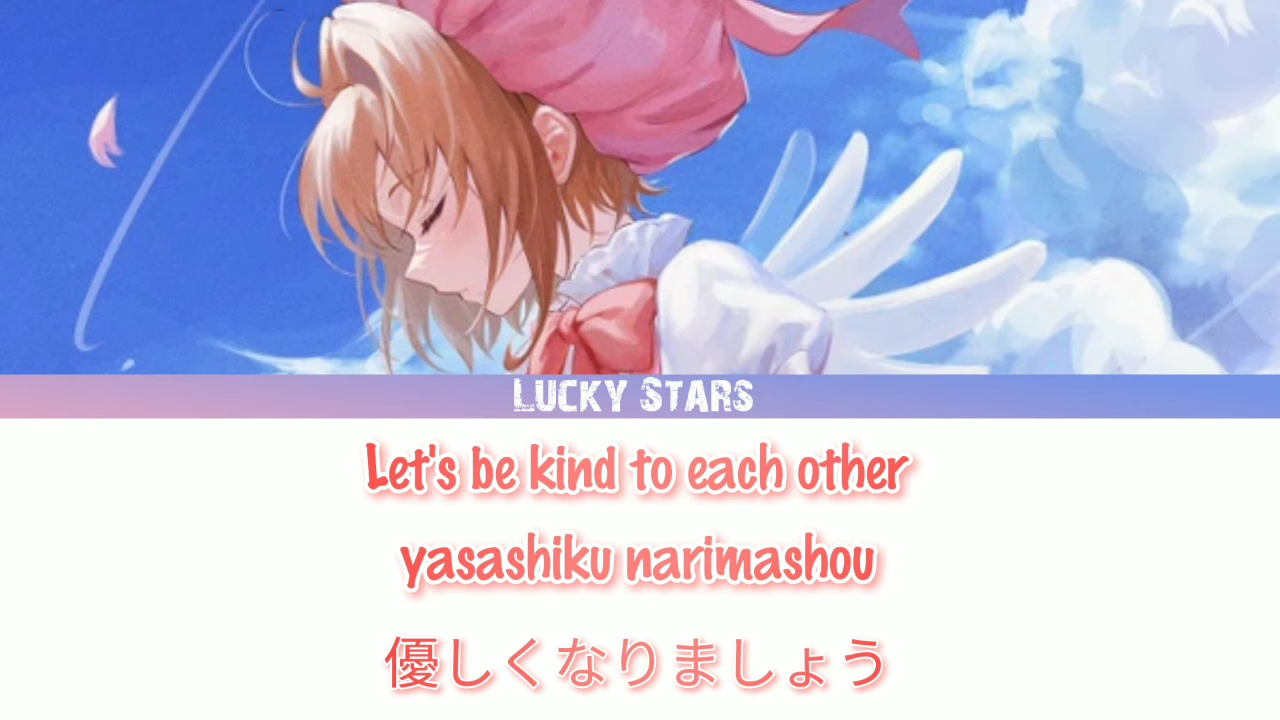 LUCKY STARS
Let's be kind to each other
yasashiku narimashou
優しくなりましょう